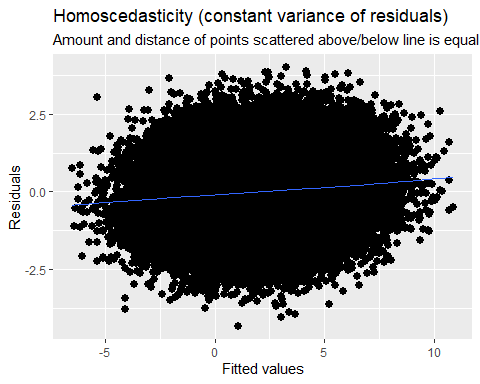 Homoscedasticity (constant variance of residuals)
Amount and distance of points scattered above/below line is equal
2.5
0.0
-2.5
Residuals
-5
0
5
10
Fitted values